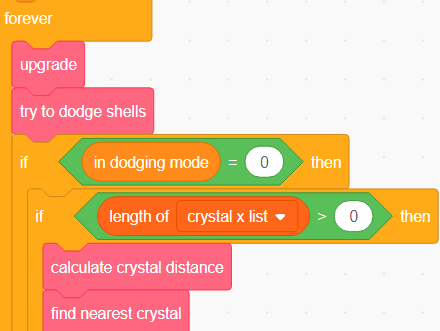 forever
upgrade
try to dodge shells
if in dodging mode = 0 then
if length of crystal x list > 0 then
calculate crystal distance
find nearest crystal